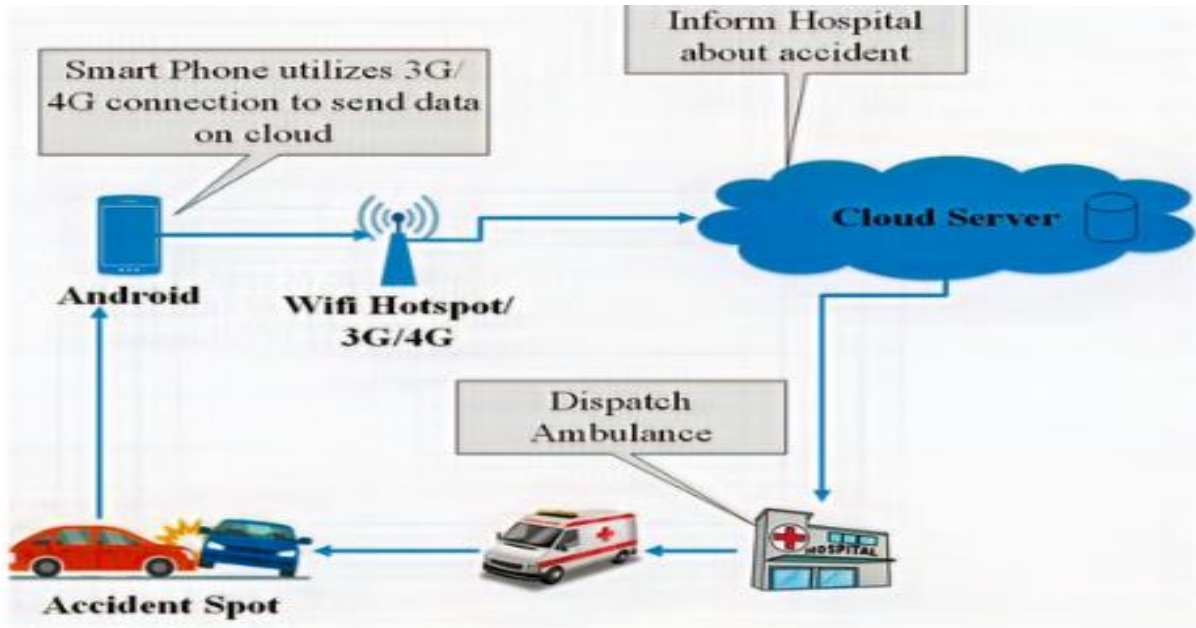 Inform Hospital
about accident
Smart Phone utilizes 3G/
4G connection to send data
on cloud
Cloud Server
Android
Wifi Hotspot/
3G/4G
Dispatch
Ambulance
HOSPITAL
Accident Spot